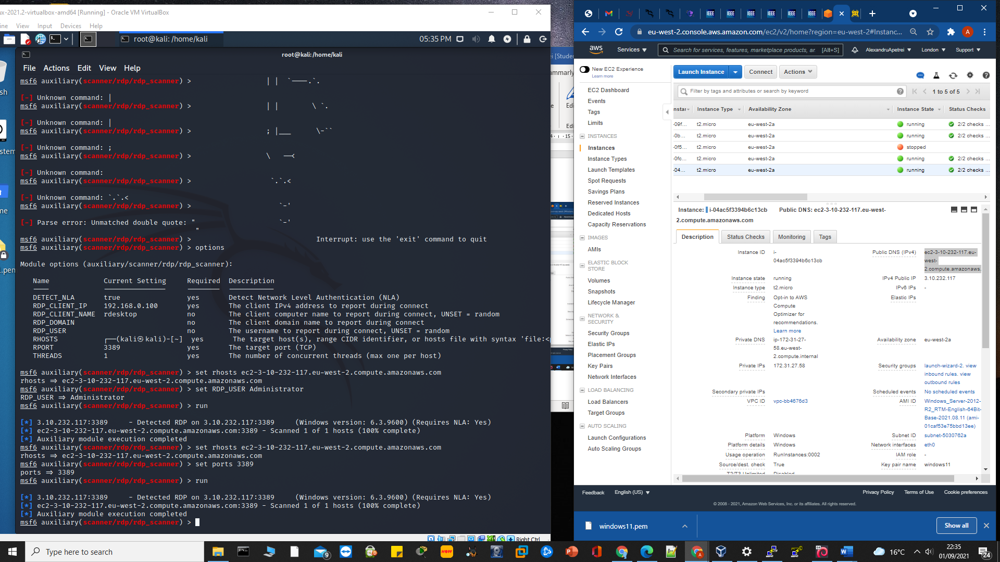 ux-2021.2-virtualbox-amd64 [Running] - Oracle VM VirtualBox
ine View Input Devices Help
root@kali: /home/kali
05:35 PM
root@kali: /home/kali
File Actions Edit View Help
msf6 auxiliary(scanner/rdp/rdp_scanner) > | | `----.`.
[-] Unknown command: |
msf6 auxiliary(scanner/rdp/rdp_scanner) > | | \ `.
[-] Unknown command: |
msf6 auxiliary(scanner/rdp/rdp_scanner) > ; |___ \-``
[-] Unknown command: ;
msf6 auxiliary(scanner/rdp/rdp_scanner) > \ --<
[-] Unknown command:
msf6 auxiliary(scanner/rdp/rdp_scanner) > `.`.<
[-] Unknown command: `.`.<
msf6 auxiliary(scanner/rdp/rdp_scanner) > `-'
[-] Parse error: Unmatched double quote: " `-'
"
msf6 auxiliary(scanner/rdp/rdp_scanner) > Interrupt: use the 'exit' command to quit
msf6 auxiliary(scanner/rdp/rdp_scanner) > options
Module options (auxiliary/scanner/rdp/rdp_scanner):
Name Current Setting Required Description
DETECT_NLA true yes Detect Network Level Authentication (NLA)
RDP_CLIENT_IP 192.168.0.100 yes The client IPv4 address to report during connect
RDP_CLIENT_NAME rdesktop no The client computer name to report during connect, UNSET = random
RDP_DOMAIN no The client domain name to report during connect
RDP_USER no The username to report during connect, UNSET = random
RHOSTS ┌──(kali㉿kali)-[~] yes The target host(s), range CIDR identifier, or hosts file with syntax 'file:<p
RPORT 3389 yes The target port (TCP)
THREADS 1 yes The number of concurrent threads (max one per host)
msf6 auxiliary(scanner/rdp/rdp_scanner) > set rhosts ec2-3-10-232-117.eu-west-2.compute.amazonaws.com
rhosts => ec2-3-10-232-117.eu-west-2.compute.amazonaws.com
msf6 auxiliary(scanner/rdp/rdp_scanner) > set RDP_USER Administrator
RDP_USER => Administrator
msf6 auxiliary(scanner/rdp/rdp_scanner) > run
[*] 3.10.232.117:3389 - Detected RDP on 3.10.232.117:3389 (Windows version: 6.3.9600) (Requires NLA: Yes)
[*] ec2-3-10-232-117.eu-west-2.compute.amazonaws.com:3389 - Scanned 1 of 1 hosts (100% complete)
[*] Auxiliary module execution completed
msf6 auxiliary(scanner/rdp/rdp_scanner) > set rhosts ec2-3-10-232-117.eu-west-2.compute.amazonaws.com
rhosts => ec2-3-10-232-117.eu-west-2.compute.amazonaws.com
msf6 auxiliary(scanner/rdp/rdp_scanner) > set ports 3389
ports => 3389
msf6 auxiliary(scanner/rdp/rdp_scanner) > run
[*] 3.10.232.117:3389 - Detected RDP on 3.10.232.117:3389 (Windows version: 6.3.9600) (Requires NLA: Yes)
[*] ec2-3-10-232-117.eu-west-2.compute.amazonaws.com:3389 - Scanned 1 of 1 hosts (100% complete)
[*] Auxiliary module execution completed
msf6 auxiliary(scanner/rdp/rdp_scanner) >
Right Ctrl
sh
stem
me
.pem
ei [Studen
ammarly
Edi
Edi
4 · ı · 15 ·
IEEE IEEE IEEE IEEE IEEE IEEE
eu-west-2.console.aws.amazon.com/ec2/v2/home?region=eu-west-2#Instanc...
A
aws Services Search for services, features, marketplace products, ar. [Alt+S] AlexandruApetrei London Support
New EC2 Experience
Learn more
EC2 Dashboard
Events
Tags
Limits
INSTANCES
Instances
Instance Types
Launch Templates
Spot Requests
Savings Plans
Reserved Instances
Dedicated Hosts
Capacity Reservations
IMAGES
AMIs
ELASTIC BLOCK
STORE
Volumes
Snapshots
Lifecycle Manager
NETWORK &
SECURITY
Security Groups
Elastic IPs
Placement Groups
Key Pairs
Network Interfaces
LOAD BALANCING
Load Balancers
Target Groups
AUTO SCALING
Launch Configurations
Auto Scaling Groups
Launch Instance Connect Actions
Filter by tags and attributes or search by keyword 1 to 5 of 5
nstar Instance Type Availability Zone Instance State Status Checks
-09f... t2.micro eu-west-2a running 2/2 checks ...
-0b... t2.micro eu-west-2a running 2/2 checks ...
-0f5... t2.micro eu-west-2a stopped
-0fc... t2.micro eu-west-2a running 2/2 checks ...
-04... t2.micro eu-west-2a running 2/2 checks ...
Instance: i-04ac5f3394b6c13cb Public DNS: ec2-3-10-232-117.eu-west-
2.compute.amazonaws.com
Description Status Checks Monitoring Tags
Instance ID i-
04ac5f3394b6c13cb
Instance state running
Instance type t2.micro
Finding Opt-in to AWS
Compute
Optimizer for
recommendations.
Learn more
Private DNS ip-172-31-27-
58.eu-west-
2.compute.internal
Private IPs 172.31.27.58
Secondary private IPs
VPC ID vpc-bb4676d3
Platform Windows
Platform details Windows
Usage operation RunInstances:0002
Source/dest. check True
T2/T3 Unlimited Disabled
Public DNS (IPv4) ec2-3-10-232-117.eu-
west-
2.compute.amazonaws.
IPv4 Public IP 3.10.232.117
IPv6 IPs -
Elastic IPs
Availability zone eu-west-2a
Security groups launch-wizard-2. view
inbound rules. view
outbound rules
Scheduled events No scheduled events
AMI ID Windows_Server-2012-
R2_RTM-English-64Bit-
Base-2021.08.11 (ami-
01caf53e75bbd13ee)
Subnet ID subnet-5030762a
Network interfaces eth0
IAM role -
Key pair name windows11
Feedback English (US) Privacy Policy Terms of Use Cookie preferences
© 2008 - 2021, Amazon Web Services, Inc. or its affiliates. All rights reserved.
windows11.pem Show all
Type here to search
9
NOW
16°C
22:35
01/09/2021
24